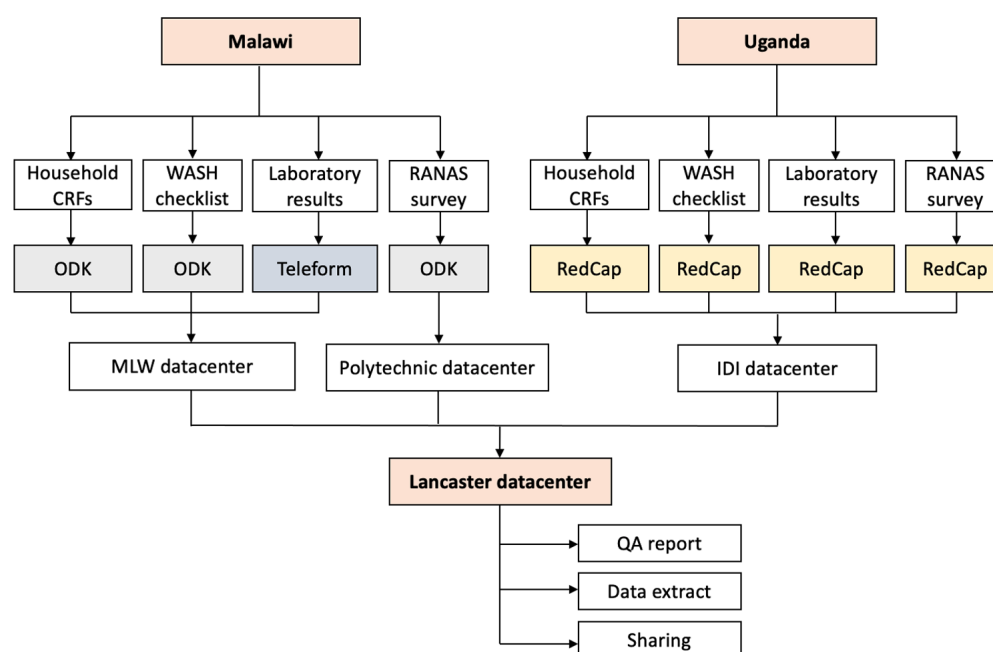 Malawi
Uganda
Household
CRFs
WASH
checklist
Laboratory
results
RANAS
survey
Household
CRFs
WASH
checklist
Laboratory
results
RANAS
survey
ODK
ODK
Teleform
ODK
RedCap
RedCap
RedCap
RedCap
MLW datacenter
Polytechnic datacenter
IDI datacenter
Lancaster datacenter
QA report
Data extract
Sharing